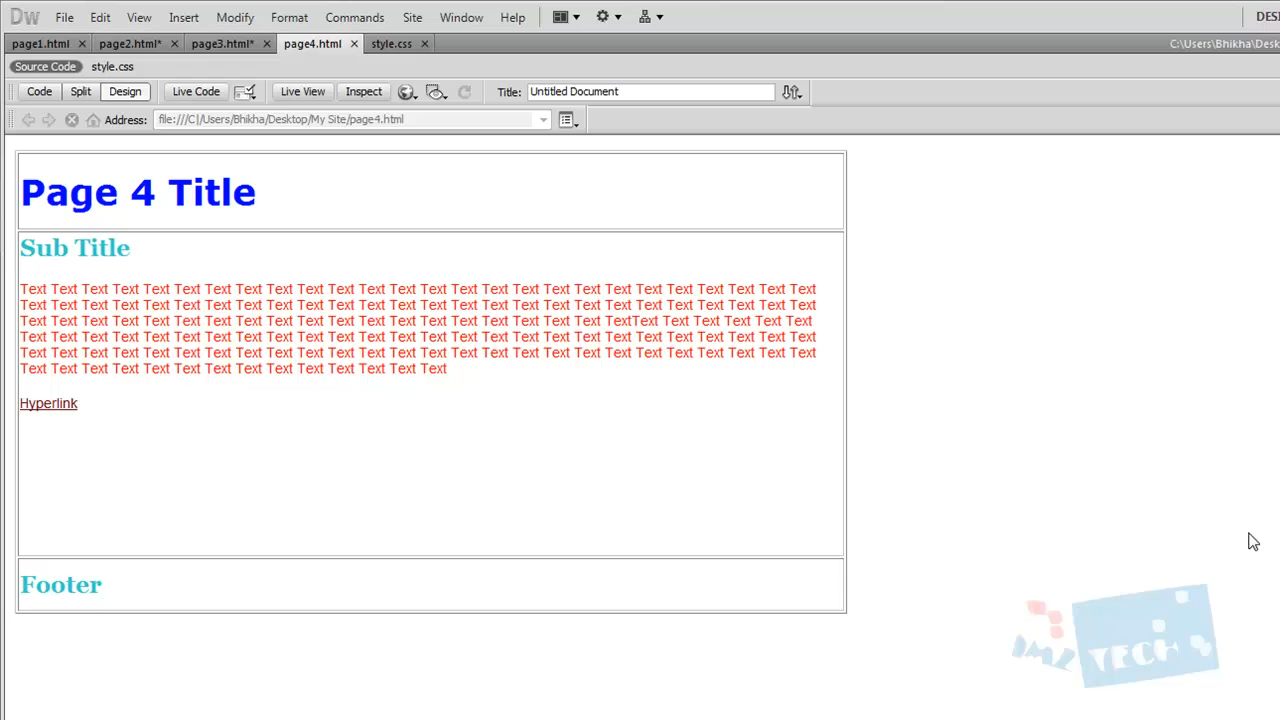 Dw File Edit View Insert Modify Format Commands Site Window Help DESI
page1.html page2.html* page3.html* page4.html style.css C:\Users\Bhikha\Deskt
Source Code style.css
Code Split Design Live Code Live View Inspect Title: Untitled Document
Address: file:///C|/Users/Bhikha/Desktop/My Site/page4.html
Page 4 Title
Sub Title
Text Text Text Text Text Text Text Text Text Text Text Text Text Text Text Text Text Text Text Text Text Text Text Text Text Text
Text Text Text Text Text Text Text Text Text Text Text Text Text Text Text Text Text Text Text Text Text Text Text Text Text Text
Text Text Text Text Text Text Text Text Text Text Text Text Text Text Text Text Text Text Text TextText Text Text Text Text Text
Text Text Text Text Text Text Text Text Text Text Text Text Text Text Text Text Text Text Text Text Text Text Text Text Text Text
Text Text Text Text Text Text Text Text Text Text Text Text Text Text Text Text Text Text Text Text Text Text Text Text Text Text
Text Text Text Text Text Text Text Text Text Text Text Text Text Text
Hyperlink
Footer
TECH